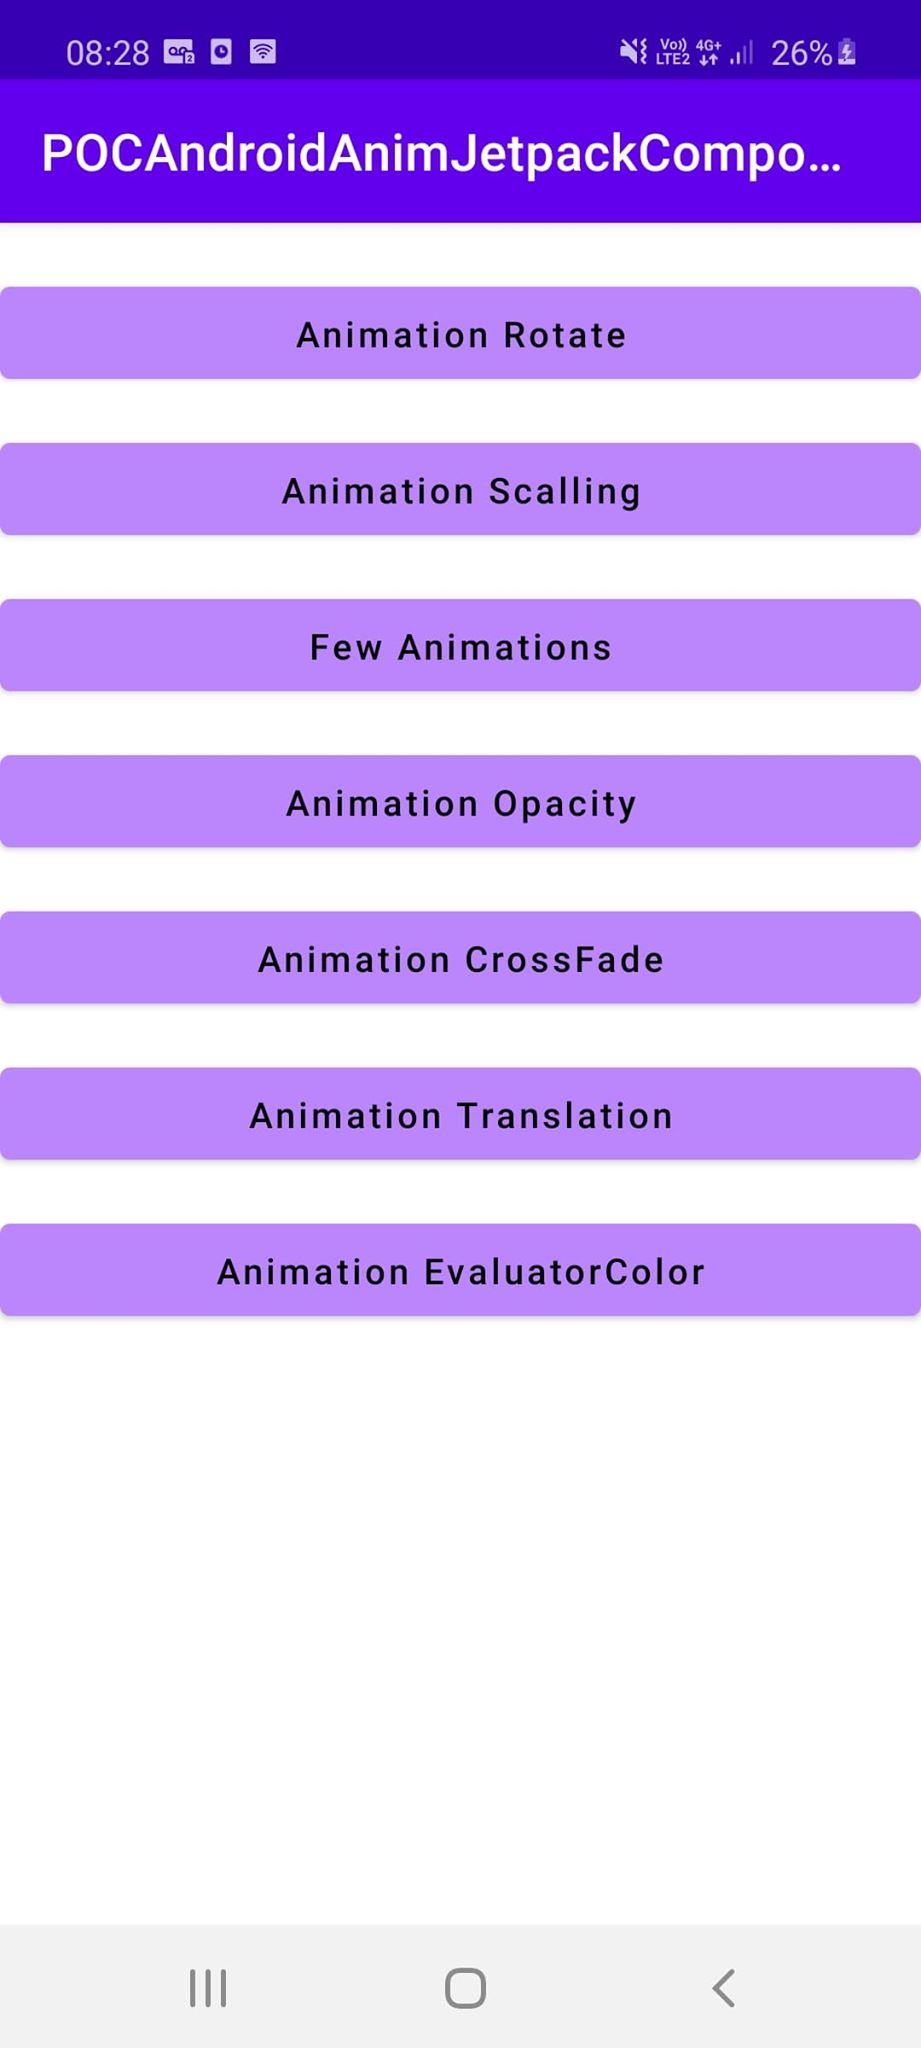 08:28 2 Vo)) LTE2 4G+ 26%
POCAndroidAnimJetpackCompo...
Animation Rotate
Animation Scalling
Few Animations
Animation Opacity
Animation CrossFade
Animation Translation
Animation EvaluatorColor